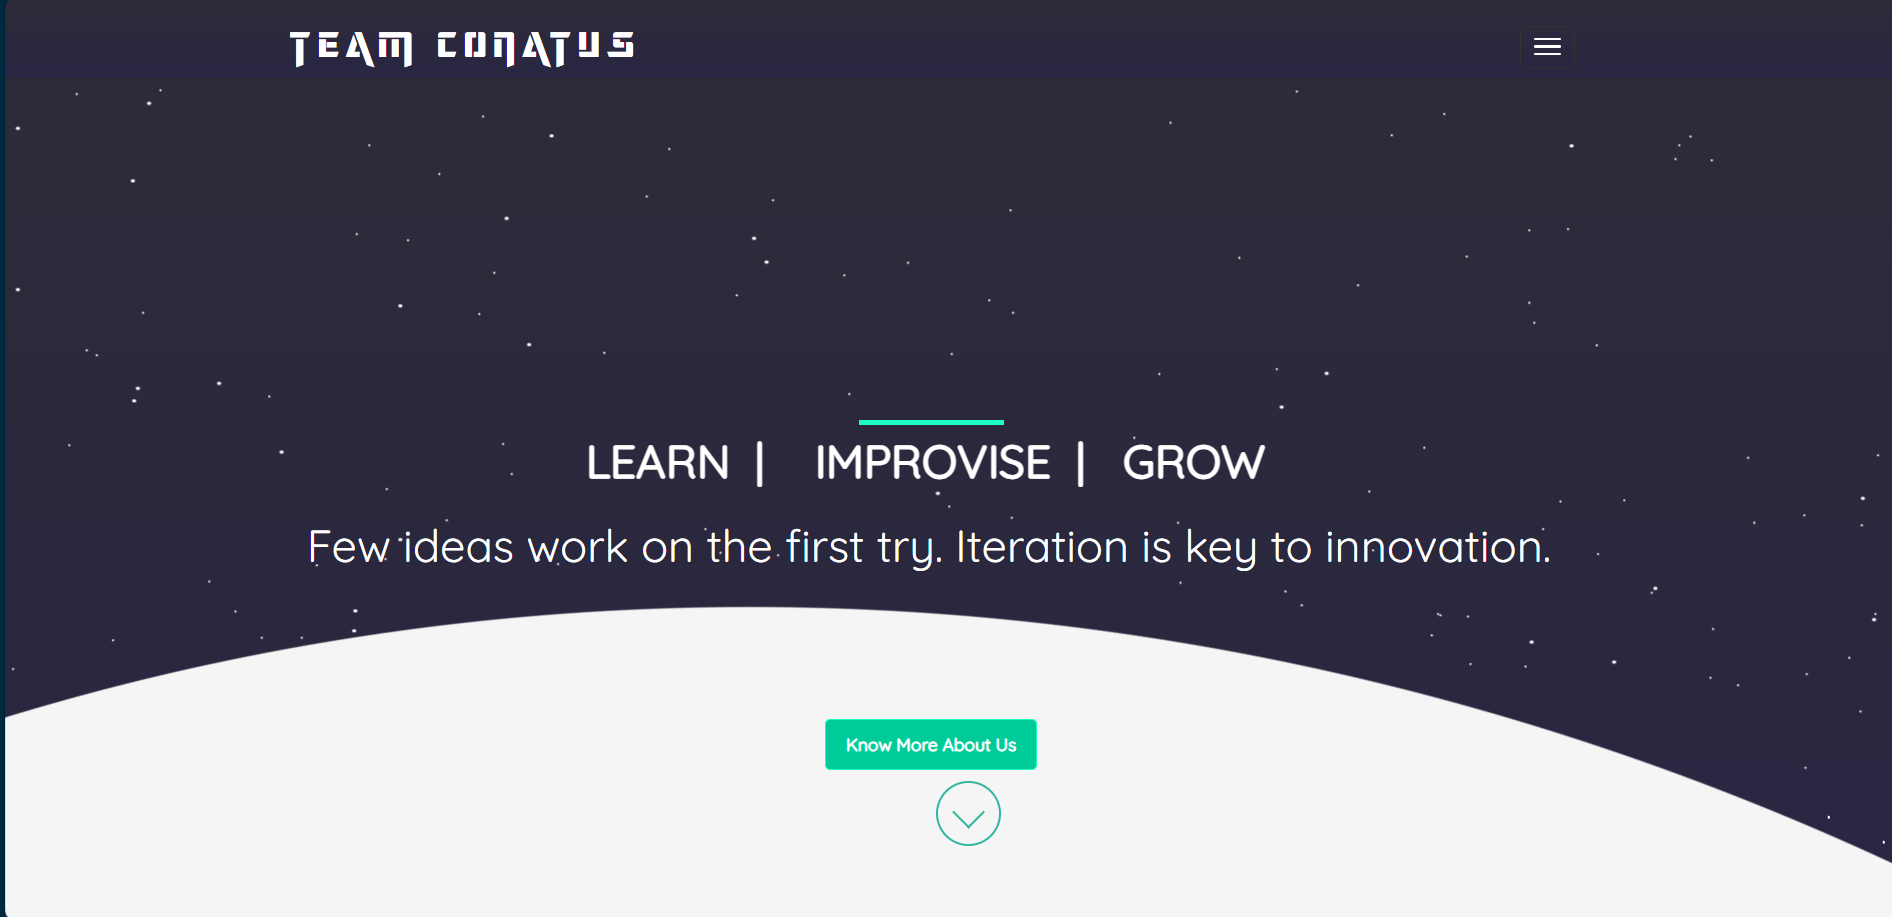 TEAM CONATUS
LEARN | IMPROVISE | GROW
Few ideas work on the first try. Iteration is key to innovation.
Know More About Us